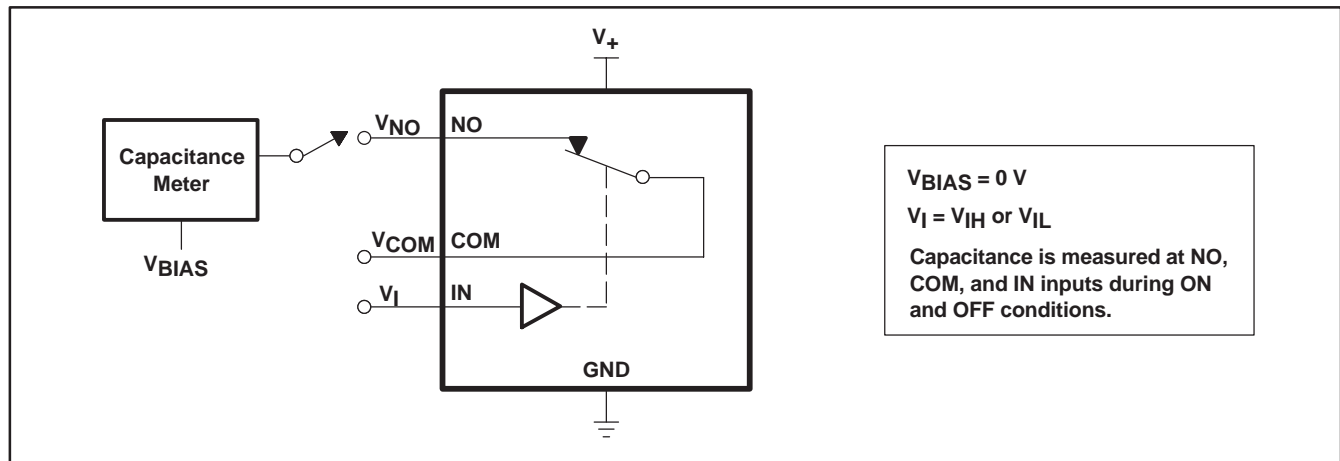 V+
VNO NO
Capacitance
Meter
VBIAS
VCOM COM
VI IN
GND
VBIAS = 0 V
VI = VIH or VIL
Capacitance is measured at NO,
COM, and IN inputs during ON
and OFF conditions.